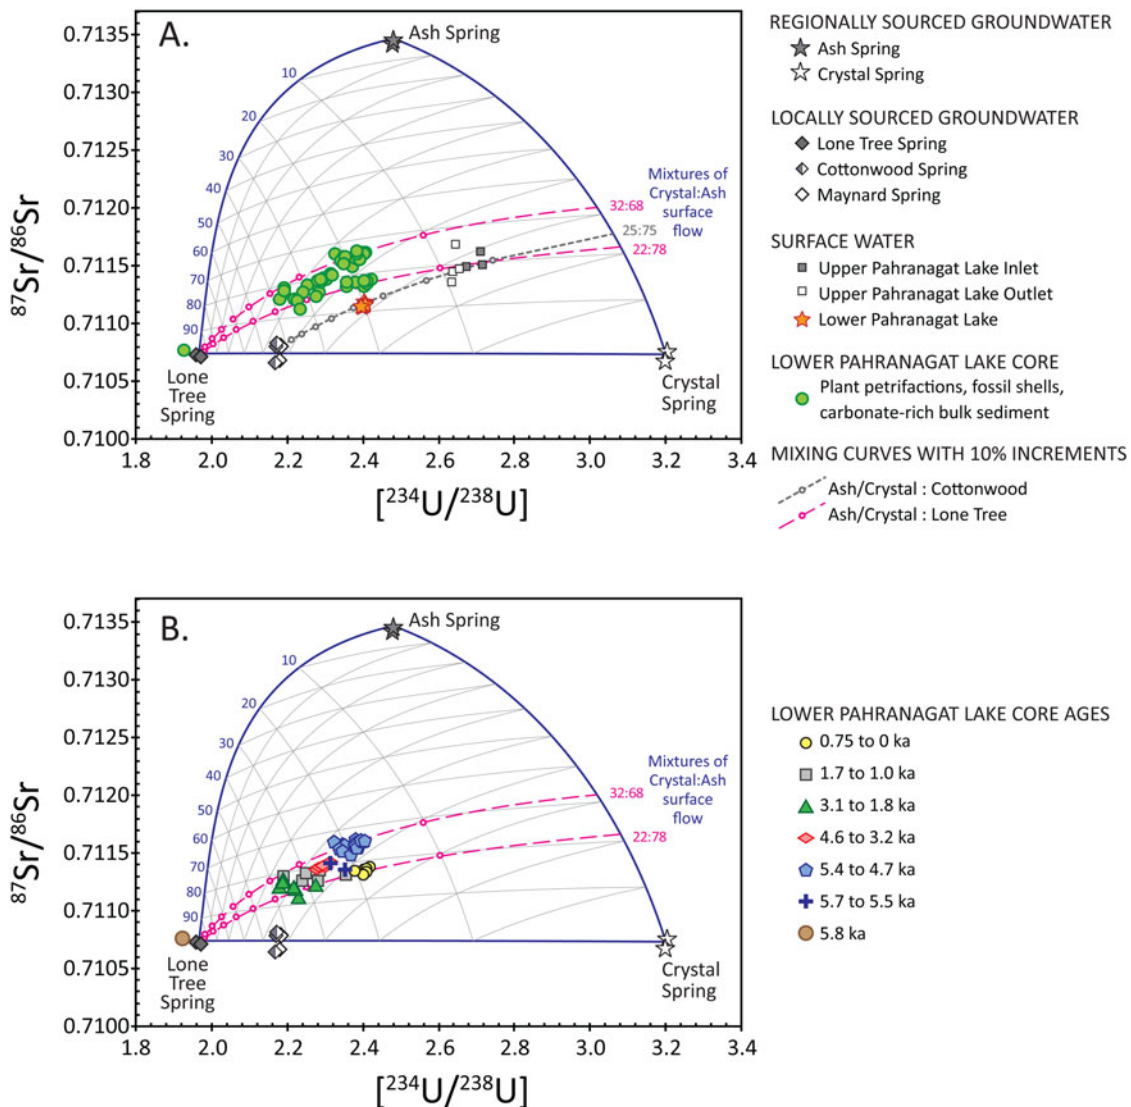 A.
Ash Spring
0.7135
0.7130
0.7125
0.7120
0.7115
0.7110
0.7105
0.7100
87Sr/86Sr
10
20
30
40
50
60
70
80
90
Mixtures of
Crystal:Ash
surface
flow
32:68
25:75
22:78
Lone
Tree
Spring
Crystal
Spring
1.8 2.0 2.2 2.4 2.6 2.8 3.0 3.2 3.4
[234U/238U]
REGIONALLY SOURCED GROUNDWATER
Ash Spring
Crystal Spring
LOCALLY SOURCED GROUNDWATER
Lone Tree Spring
Cottonwood Spring
Maynard Spring
SURFACE WATER
Upper Pahranagat Lake Inlet
Upper Pahranagat Lake Outlet
Lower Pahranagat Lake
LOWER PAHRANAGAT LAKE CORE
Plant petrifactions, fossil shells,
carbonate-rich bulk sediment
MIXING CURVES WITH 10% INCREMENTS
Ash/Crystal : Cottonwood
Ash/Crystal : Lone Tree
B.
Ash Spring
0.7135
0.7130
0.7125
0.7120
0.7115
0.7110
0.7105
0.7100
87Sr/86Sr
10
20
30
40
50
60
70
80
90
Mixtures of
Crystal:Ash
surface
flow
32:68
22:78
Lone
Tree
Spring
Crystal
Spring
1.8 2.0 2.2 2.4 2.6 2.8 3.0 3.2 3.4
[234U/238U]
LOWER PAHRANAGAT LAKE CORE AGES
0.75 to 0 ka
1.7 to 1.0 ka
3.1 to 1.8 ka
4.6 to 3.2 ka
5.4 to 4.7 ka
5.7 to 5.5 ka
5.8 ka